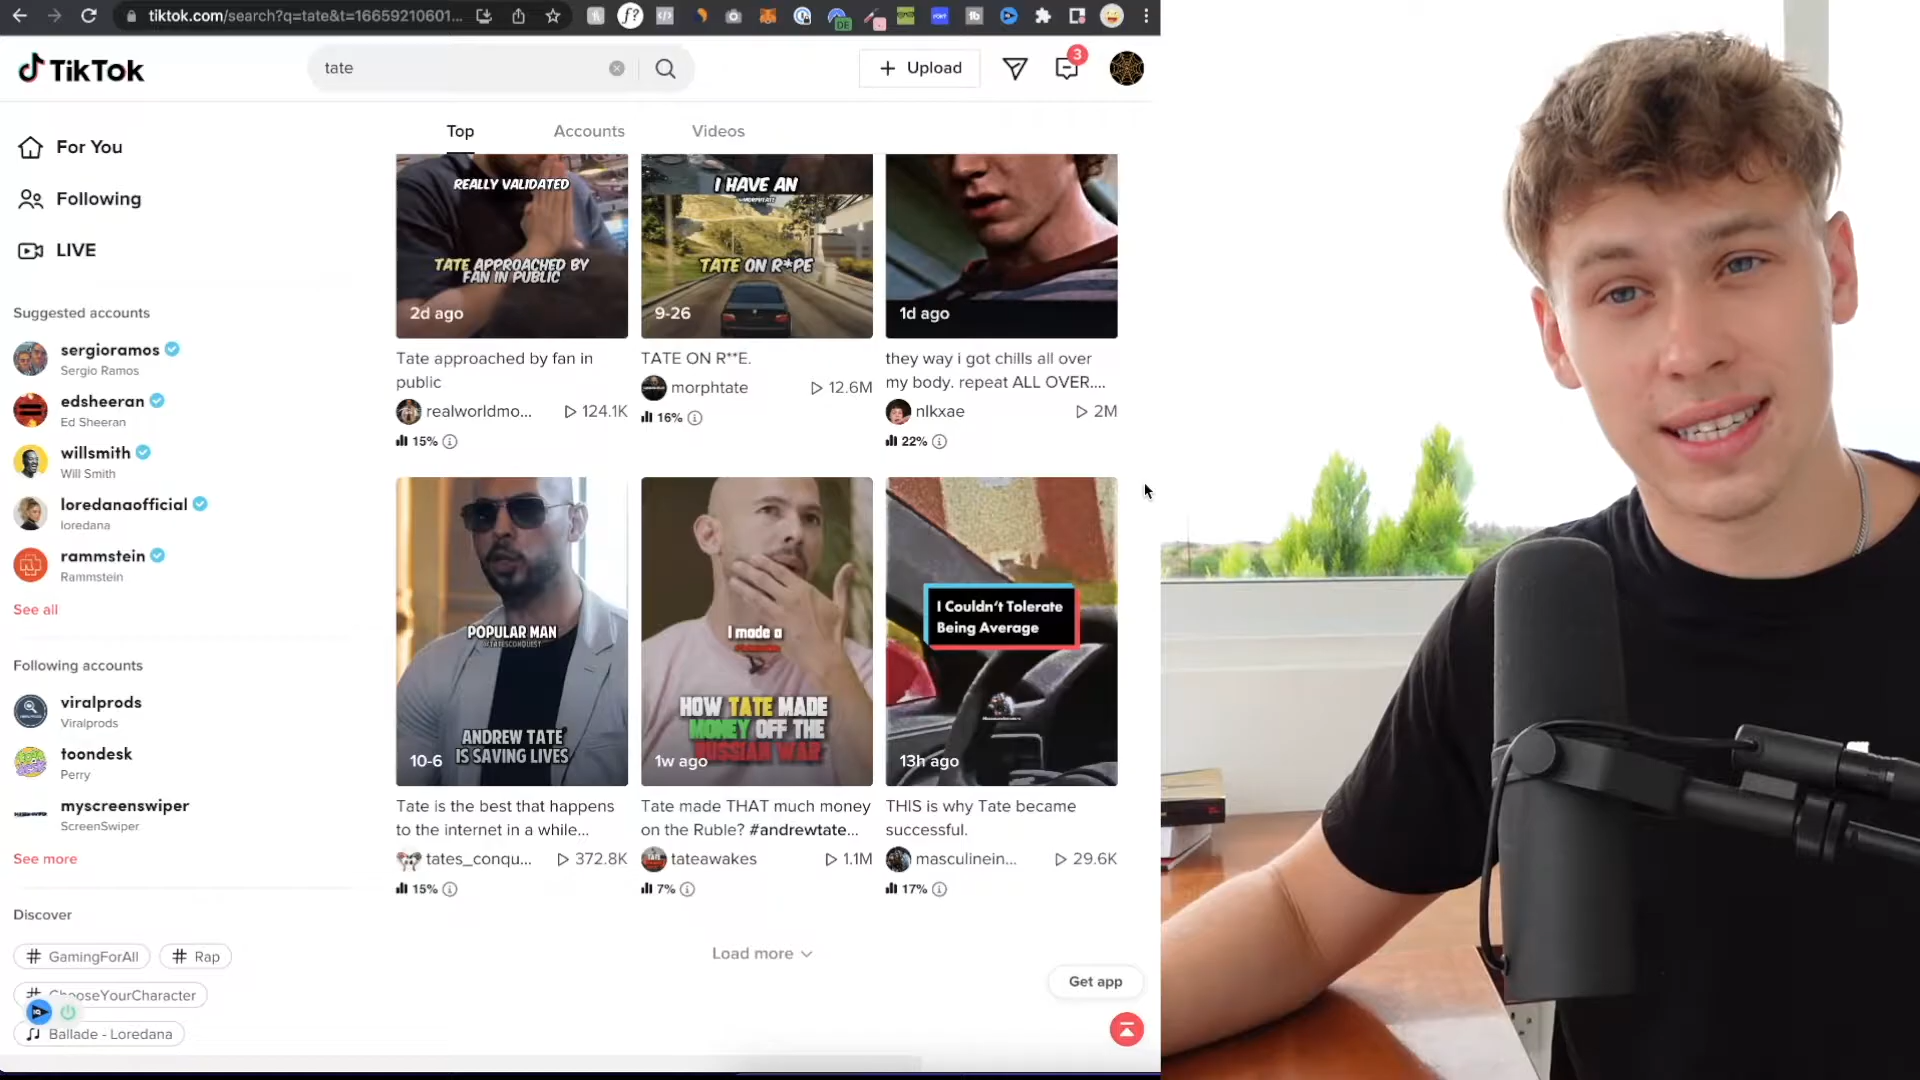 tiktok.com/search?q=tate&t=16659210601...
TikTok
tate
Upload
3
For You
Following
LIVE
Suggested accounts
sergioramos
Sergio Ramos
edsheeran
Ed Sheeran
willsmith
Will Smith
loredanaofficial
loredana
rammstein
Rammstein
See all
Following accounts
viralprods
Viralprods
toondesk
Perry
myscreenswiper
ScreenSwiper
See more
Discover
# GamingForAll
# Rap
# ChooseYourCharacter
Ballade - Loredana
Top
Accounts
Videos
REALLY VALIDATED
TATE APPROACHED BY
FAN IN PUBLIC
2d ago
Tate approached by fan in
public
realworldmo...
124.1K
15%
I HAVE AN
TATE ON R*PE
9-26
TATE ON R**E.
morphtate
12.6M
16%
1d ago
they way i got chills all over
my body. repeat ALL OVER....
nlkxae
2M
22%
POPULAR MAN
ANDREW TATE
IS SAVING LIVES
10-6
Tate is the best that happens
to the internet in a while...
tates_conqu...
372.8K
15%
I made a
HOW TATE MADE
MONEY OFF THE
RUSSIAN WAR
1w ago
Tate made THAT much money
on the Ruble? #andrewtate...
tateawakes
1.1M
7%
I Couldn't Tolerate
Being Average
13h ago
THIS is why Tate became
successful.
masculinein...
29.6K
17%
Load more
Get app